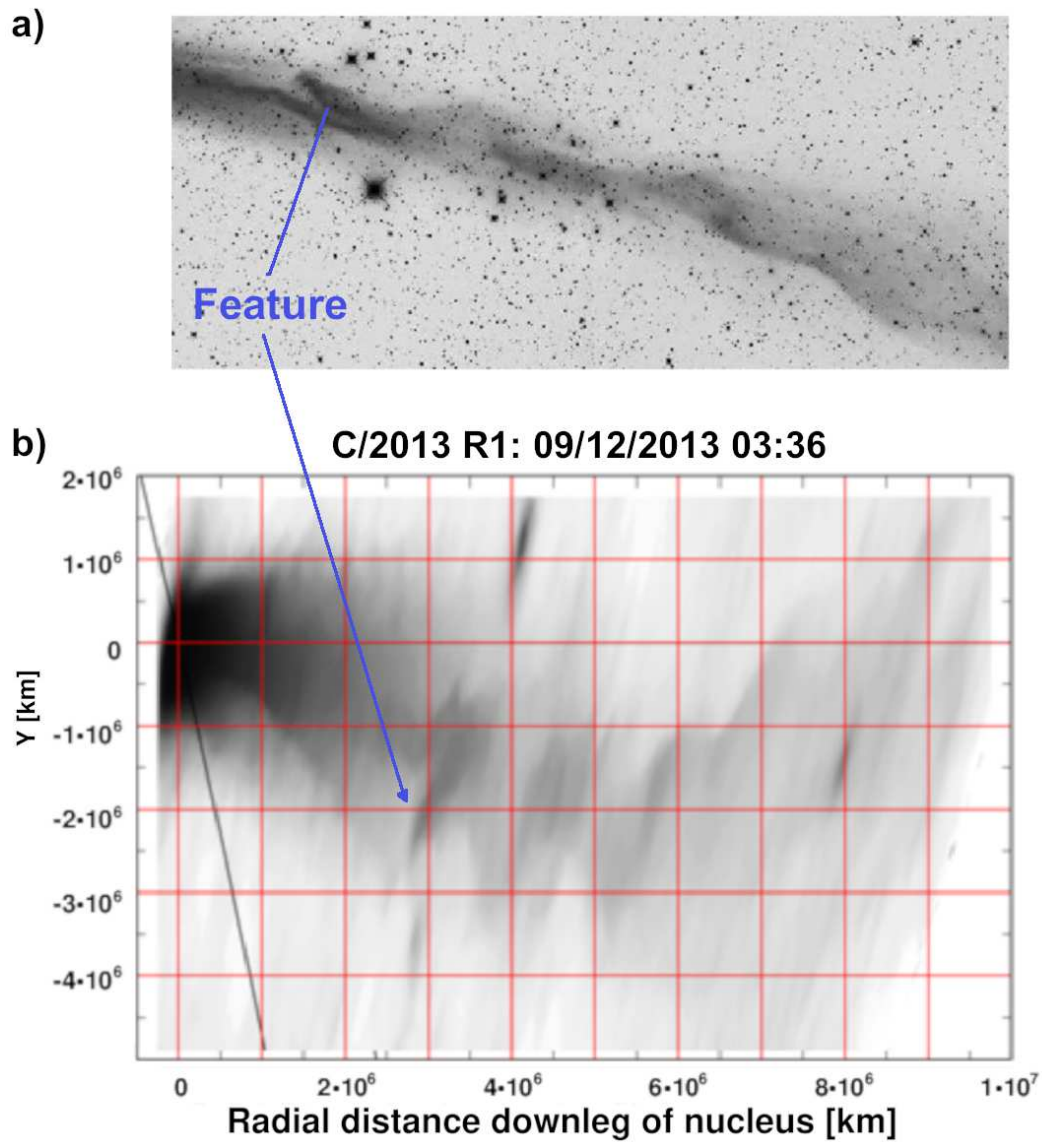 a)
Feature
b)
C/2013 R1: 09/12/2013 03:36
2•10⁶
1•10⁶
0
-1•10⁶
-2•10⁶
-3•10⁶
-4•10⁶
Y [km]
0 2•10⁶ 4•10⁶ 6•10⁶ 8•10⁶ 1•10⁷
Radial distance downleg of nucleus [km]